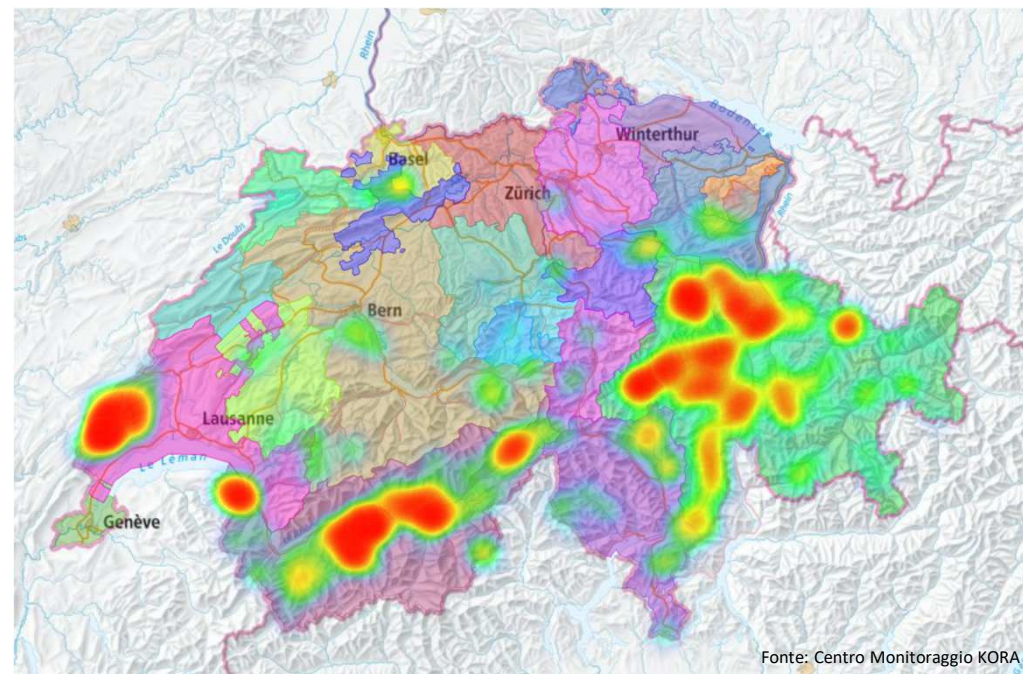 Rhein
Bodensee
Winterthur
Basel
Zürich
Rhein
Le Doubs
Bern
Lausanne
Le Léman
Genève
Fonte: Centro Monitoraggio KORA